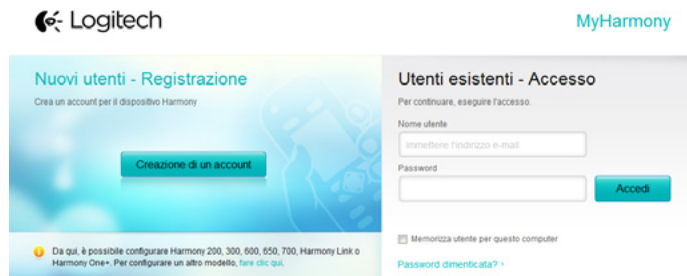 Logitech
MyHarmony
Nuovi utenti - Registrazione
Crea un account per il dispositivo Harmony
Creazione di un account
Da qui, è possibile configurare Harmony 200, 300, 600, 650, 700, Harmony Link o
Harmony One+. Per configurare un altro modello, fare clic qui.
Utenti esistenti - Accesso
Per continuare, eseguire l'accesso.
Nome utente
Immettere l'indirizzo e-mail
Password
Accedi
Memorizza utente per questo computer
Password dimenticata?